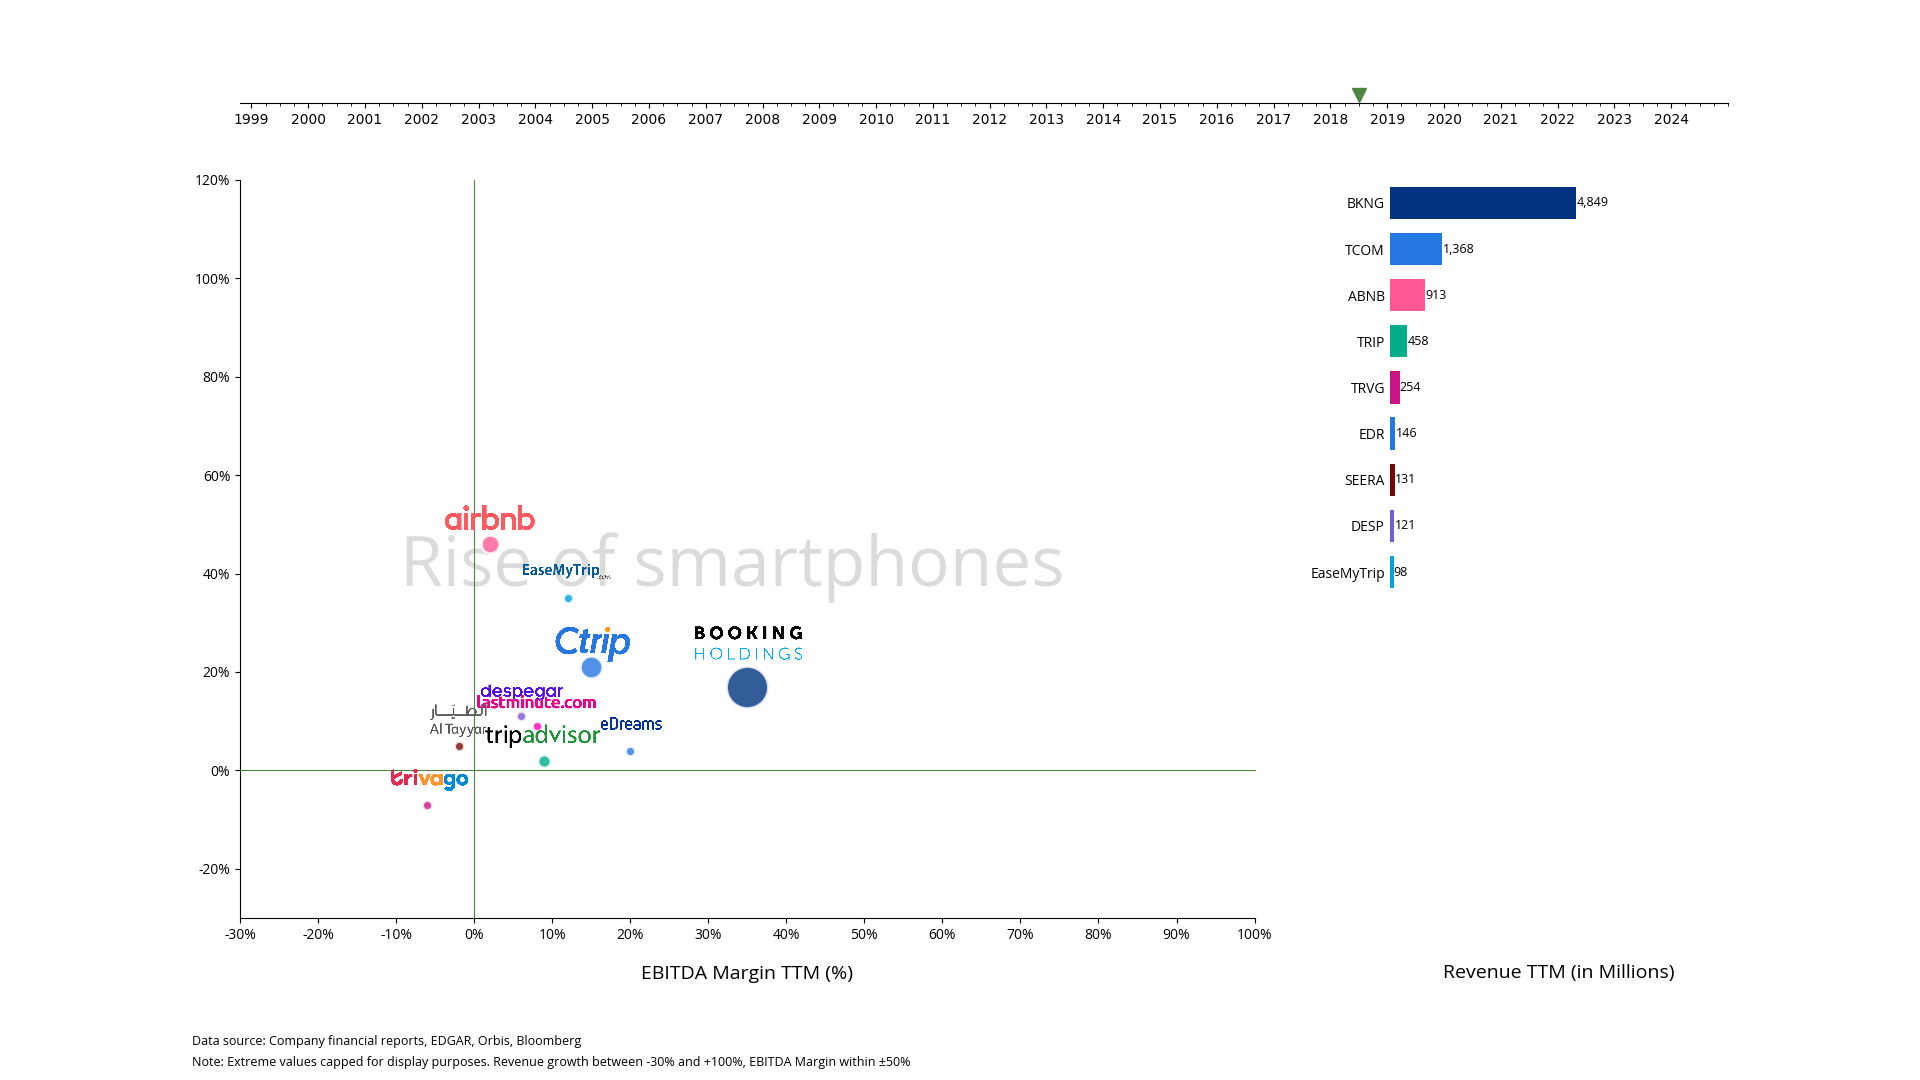 1999 2000 2001 2002 2003 2004 2005 2006 2007 2008 2009 2010 2011 2012 2013 2014 2015 2016 2017 2018 2019 2020 2021 2022 2023 2024
120%
100%
80%
60%
40%
20%
0%
-20%
-30% -20% -10% 0% 10% 20% 30% 40% 50% 60% 70% 80% 90% 100%
EBITDA Margin TTM (%)
Rise of smartphones
airbnb
EaseMyTrip
Ctrip
BOOKING
HOLDINGS
despegar
lastminute.com
الطيّار
Al Tayyar
tripadvisor
eDreams
trivago
BKNG 4,849
TCOM 1,368
ABNB 913
TRIP 458
TRVG 254
EDR 146
SEERA 131
DESP 121
EaseMyTrip 98
Revenue TTM (in Millions)
Data source: Company financial reports, EDGAR, Orbis, Bloomberg
Note: Extreme values capped for display purposes. Revenue growth between -30% and +100%, EBITDA Margin within ±50%